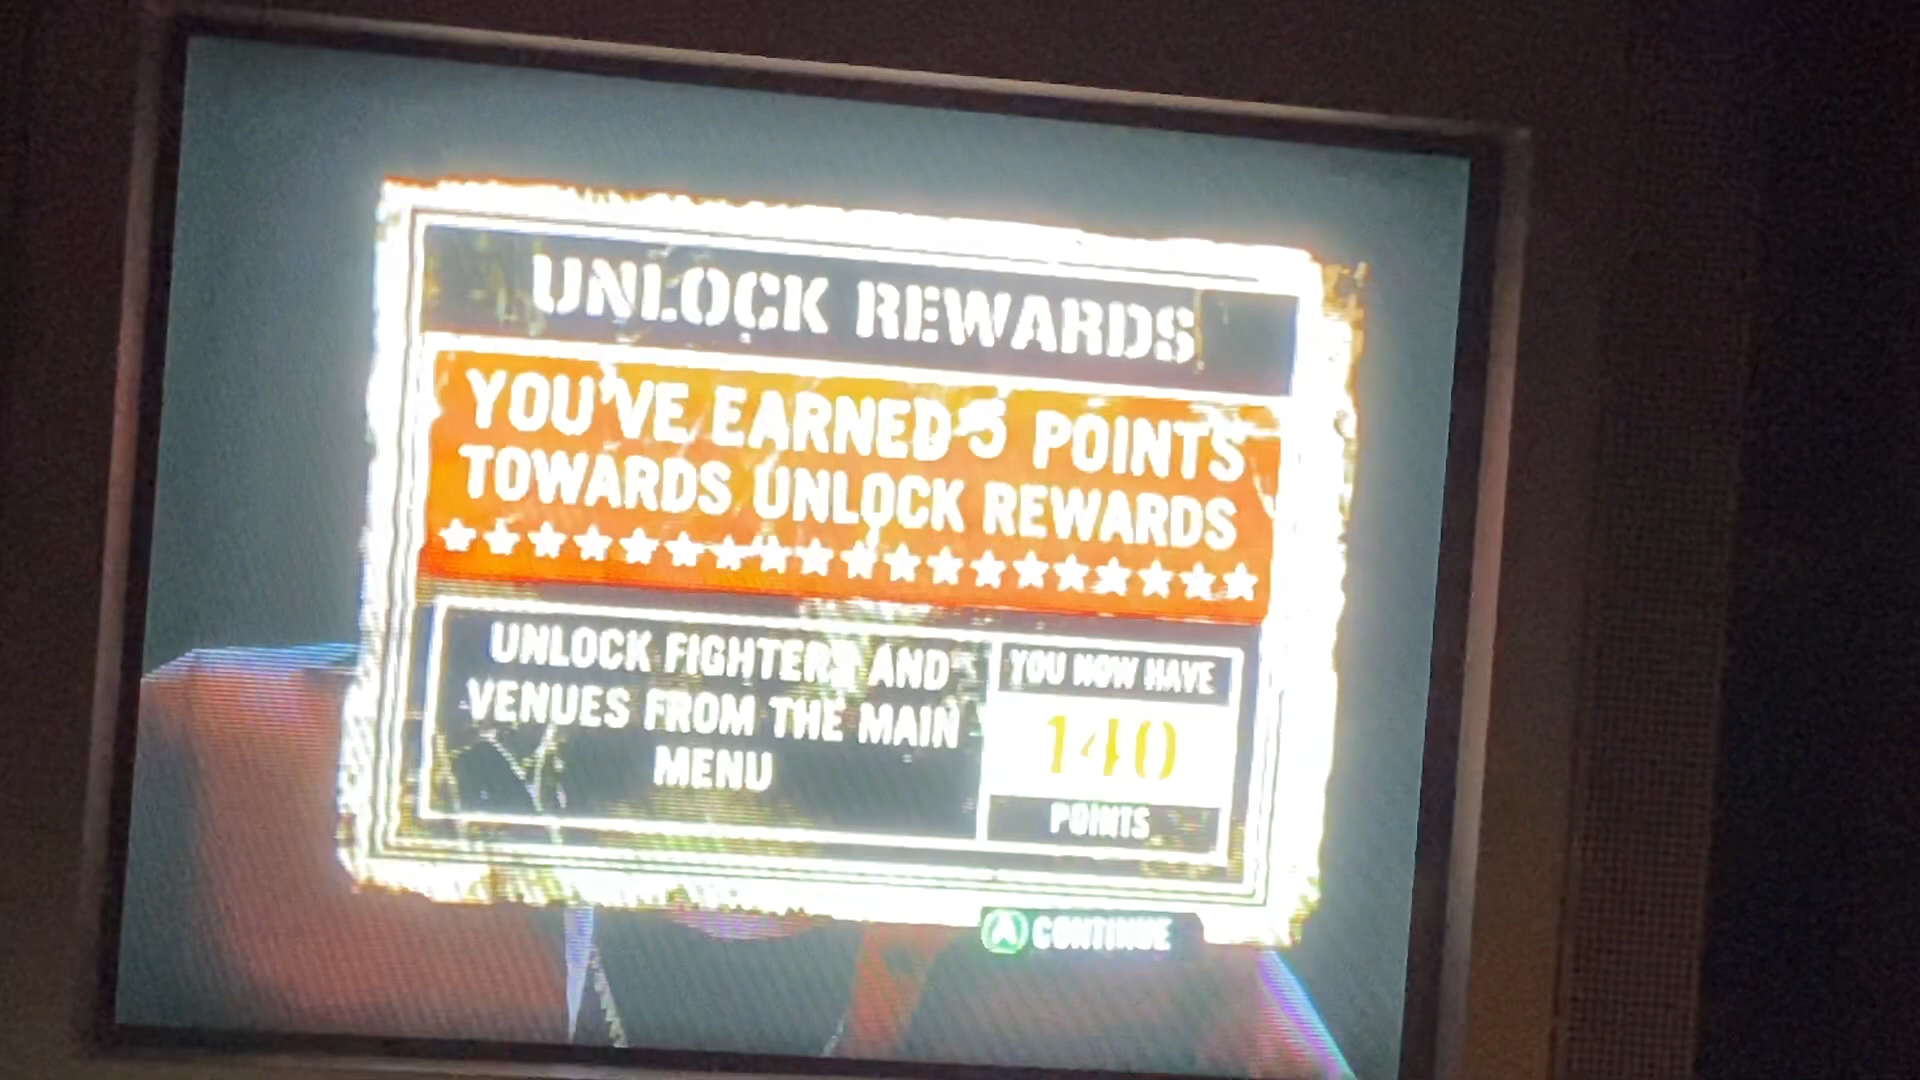 UNLOCK REWARDS
YOU'VE EARNED 5 POINTS
TOWARDS UNLOCK REWARDS
UNLOCK FIGHTERS AND
VENUES FROM THE MAIN
MENU
YOU NOW HAVE
140
POINTS
A CONTINUE